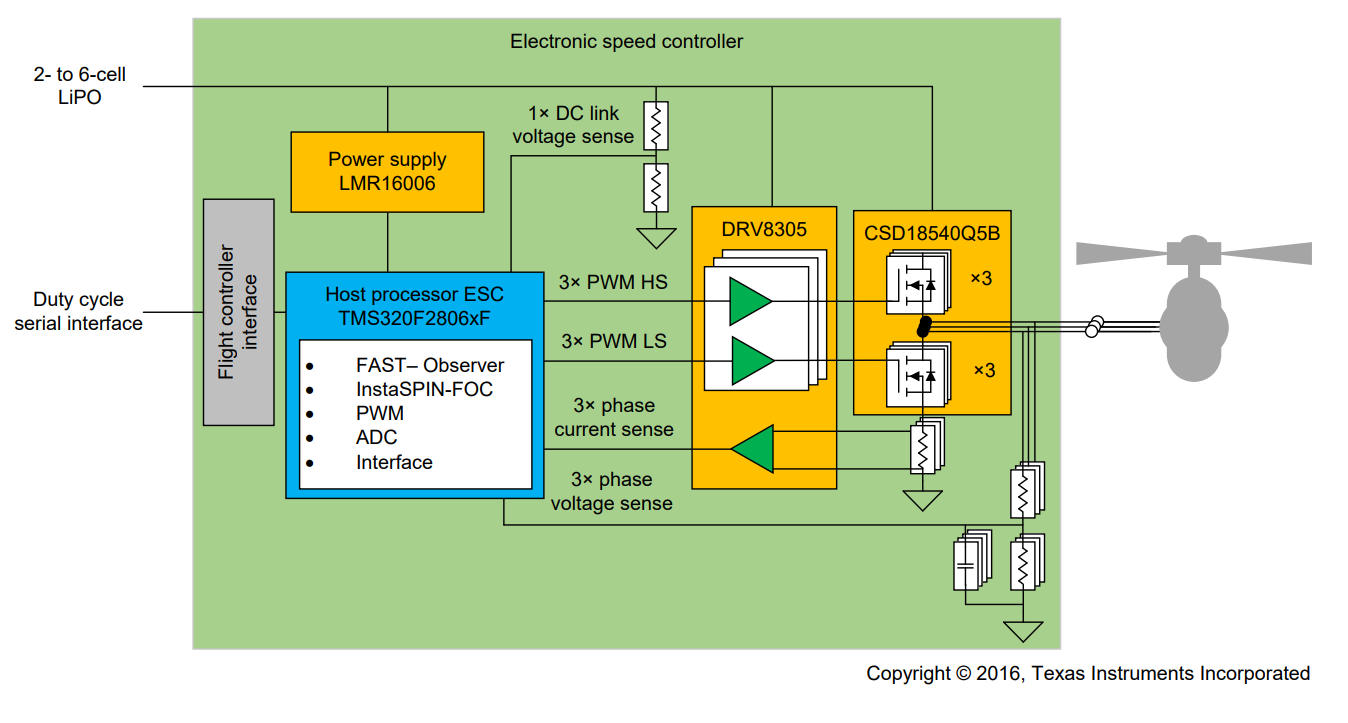 Electronic speed controller
2- to 6-cell
LiPO
1× DC link
voltage sense
Power supply
LMR16006
DRV8305
CSD18540Q5B
Flight controller
interface
Duty cycle
serial interface
Host processor ESC
TMS320F2806xF
3× PWM HS
×3
3× PWM LS
×3
• FAST– Observer
• InstaSPIN-FOC
• PWM
• ADC
• Interface
3× phase
current sense
3× phase
voltage sense
Copyright © 2016, Texas Instruments Incorporated